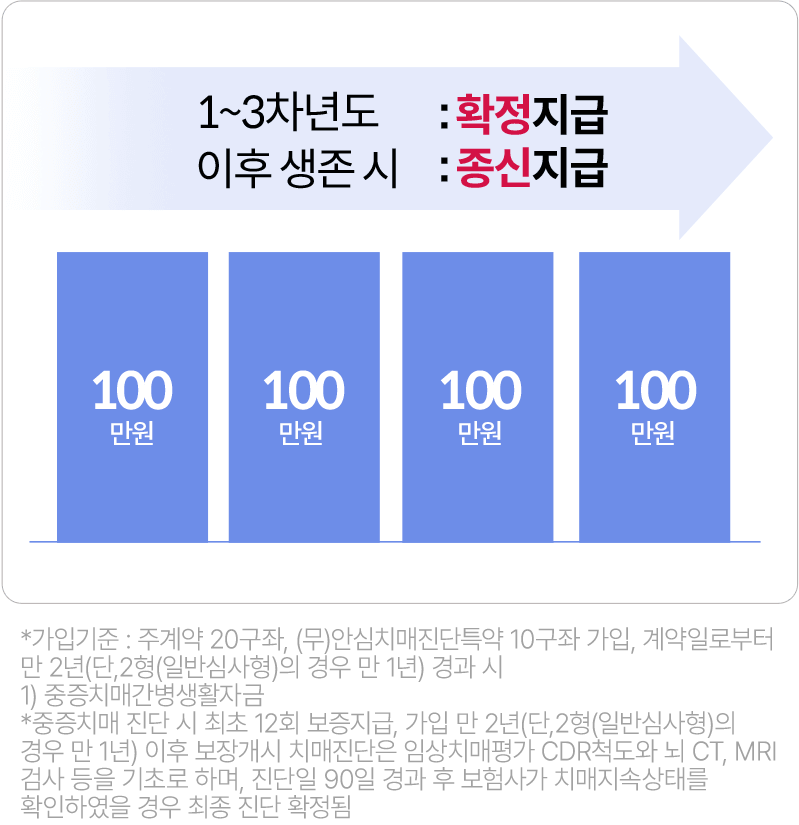 1~3차년도 : 확정지급
이후 생존 시 : 종신지급
100 100 100 100
만원 만원 만원 만원
*가입기준 : 주계약 20구좌, (무)안심치매진단특약 10구좌 가입, 계약일로부터
만 2년(단,2형(일반심사형)의 경우 만 1년) 경과 시
1) 중증치매간병생활자금
*중증치매 진단 시 최초 12회 보증지급, 가입 만 2년(단,2형(일반심사형)의
경우 만 1년) 이후 보장개시 치매진단은 임상치매평가 CDR척도와 뇌 CT, MRI
검사 등을 기초로 하며, 진단일 90일 경과 후 보험사가 치매지속상태를
확인하였을 경우 최종 진단 확정됨